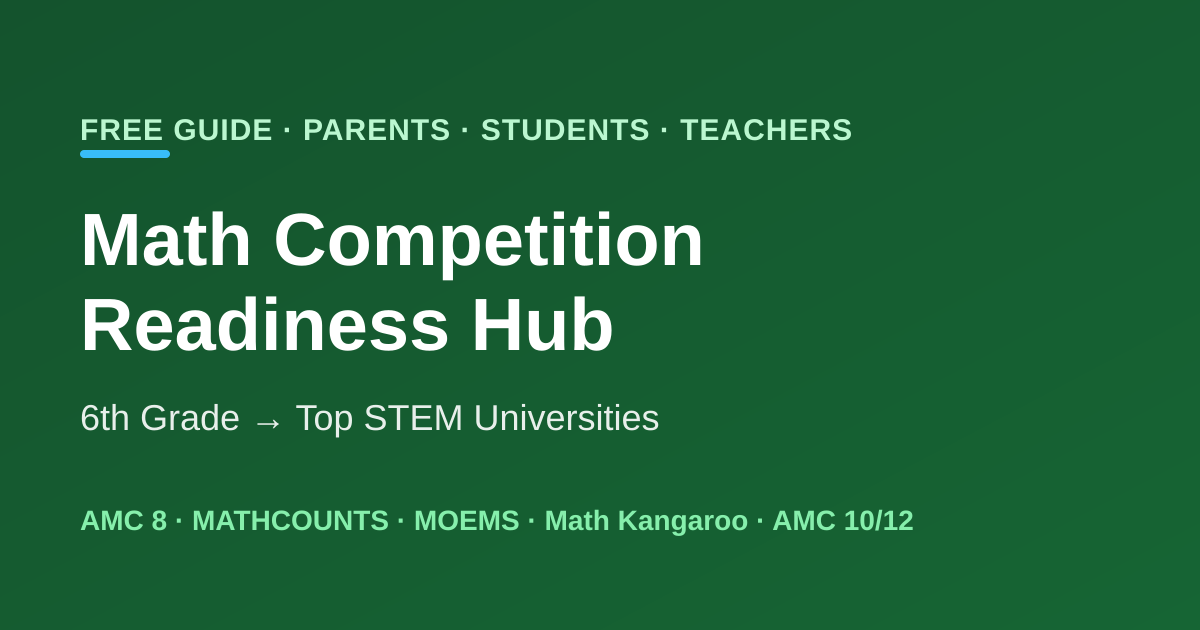 FREE GUIDE · PARENTS · STUDENTS · TEACHERS
Math Competition
Readiness Hub
6th Grade → Top STEM Universities
AMC 8 · MATHCOUNTS · MOEMS · Math Kangaroo · AMC 10/12